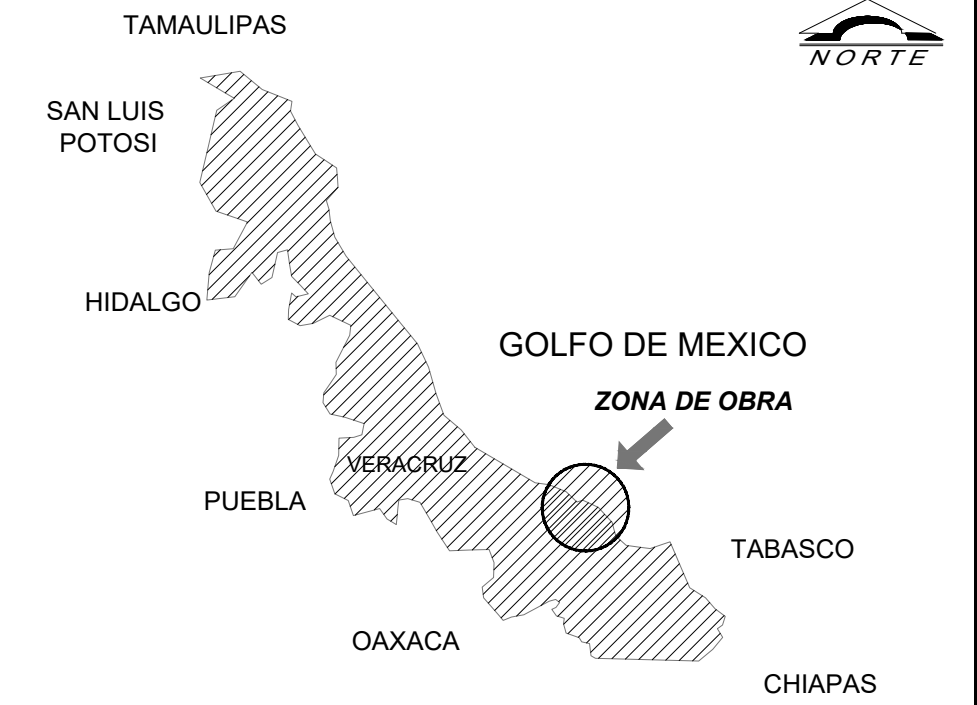 TAMAULIPAS
NORTE
SAN LUIS
POTOSI
HIDALGO
GOLFO DE MEXICO
ZONA DE OBRA
VERACRUZ
PUEBLA
TABASCO
OAXACA
CHIAPAS